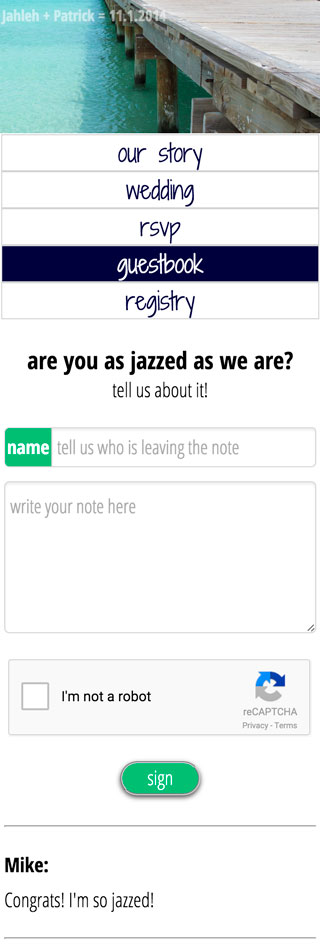 Jahleh + Patrick = 11.1.2014
our story
wedding
rsvp
guestbook
registry
are you as jazzed as we are?
tell us about it!
name tell us who is leaving the note
write your note here
I'm not a robot
reCAPTCHA
Privacy - Terms
sign
Mike:
Congrats! I'm so jazzed!